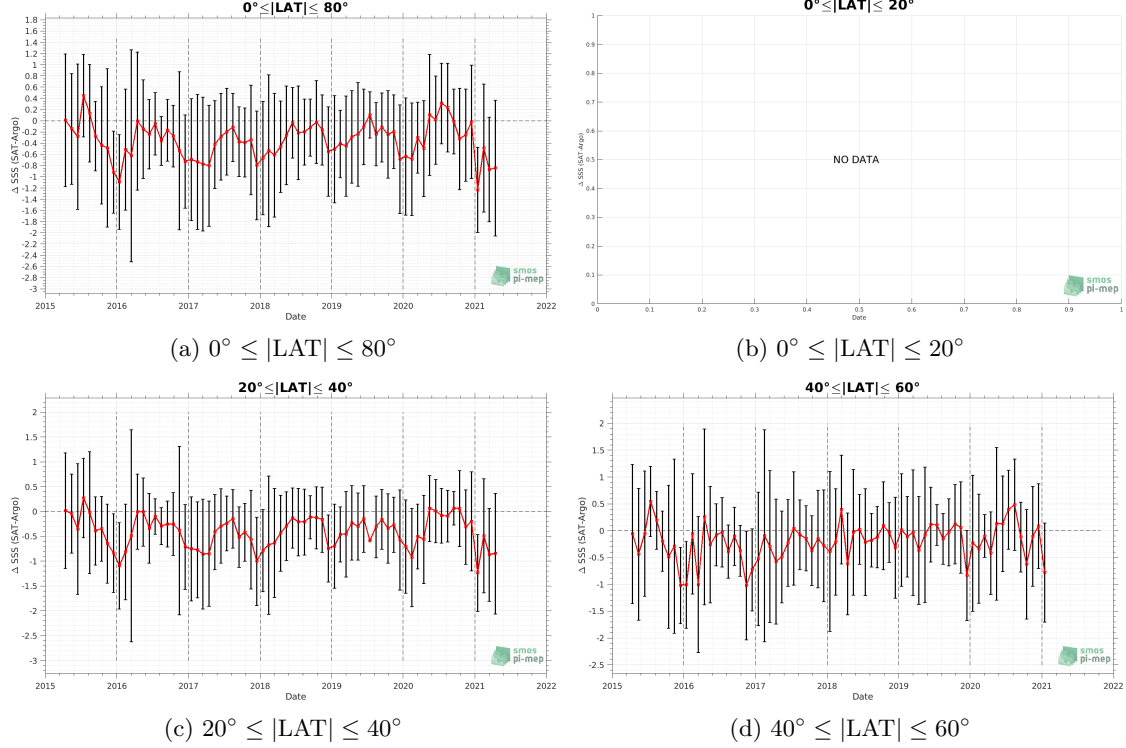 0°≤|LAT|≤ 80°
Δ SSS (SAT-Argo)
1.8
1.6
1.4
1.2
1
0.8
0.6
0.4
0.2
0
-0.2
-0.4
-0.6
-0.8
-1
-1.2
-1.4
-1.6
-1.8
-2
-2.2
-2.4
-2.6
-2.8
-3
2015 2016 2017 2018 2019 2020 2021 2022
Date
smos
pi-mep
(a) 0° ≤ |LAT| ≤ 80°
0°≤|LAT|≤ 20°
Δ SSS (SAT-Argo)
1
0.9
0.8
0.7
0.6
0.5
0.4
0.3
0.2
0.1
0
NO DATA
0 0.1 0.2 0.3 0.4 0.5 0.6 0.7 0.8 0.9 1
Date
smos
pi-mep
(b) 0° ≤ |LAT| ≤ 20°
20°≤|LAT|≤ 40°
Δ SSS (SAT-Argo)
2
1.5
1
0.5
0
-0.5
-1
-1.5
-2
-2.5
-3
2015 2016 2017 2018 2019 2020 2021 2022
Date
smos
pi-mep
(c) 20° ≤ |LAT| ≤ 40°
40°≤|LAT|≤ 60°
Δ SSS (SAT-Argo)
2
1.5
1
0.5
0
-0.5
-1
-1.5
-2
-2.5
2015 2016 2017 2018 2019 2020 2021 2022
Date
smos
pi-mep
(d) 40° ≤ |LAT| ≤ 60°